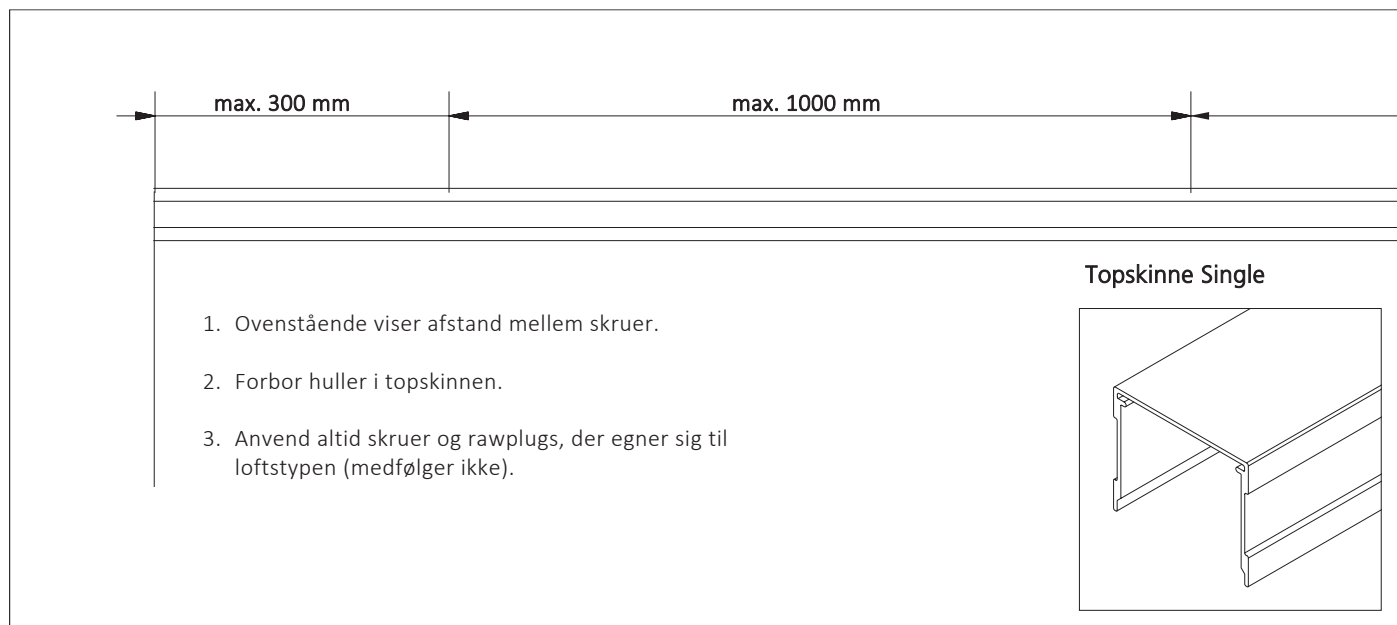 max. 300 mm
max. 1000 mm
Topskinne Single
1. Ovenstående viser afstand mellem skruer.
2. Forbor huller i topskinnen.
3. Anvend altid skruer og rawplugs, der egner sig til
loftstypen (medfølger ikke).